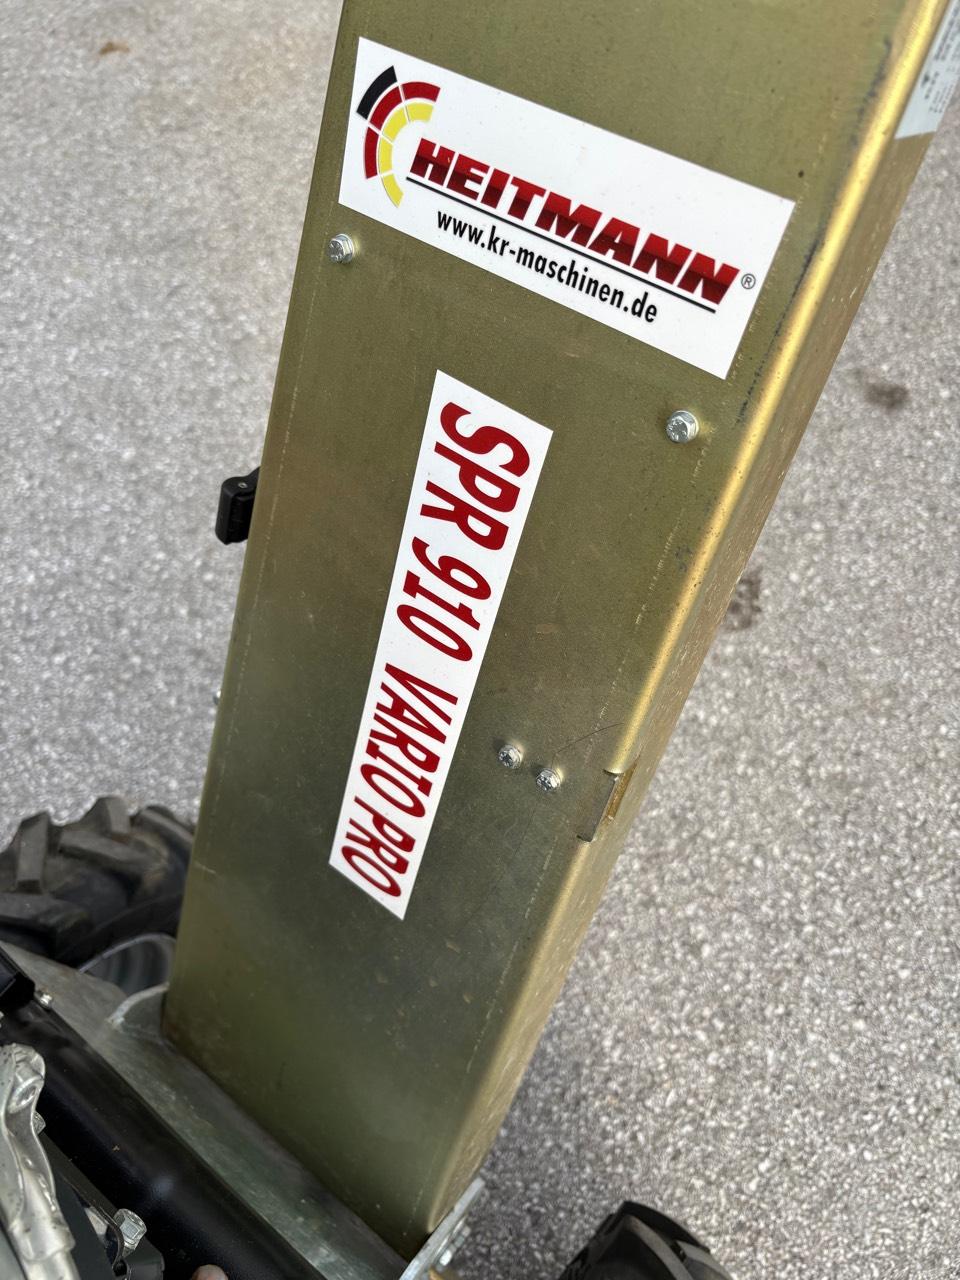 HEITMANN®
www.kr-maschinen.de
SPR 910 VARIO PRO